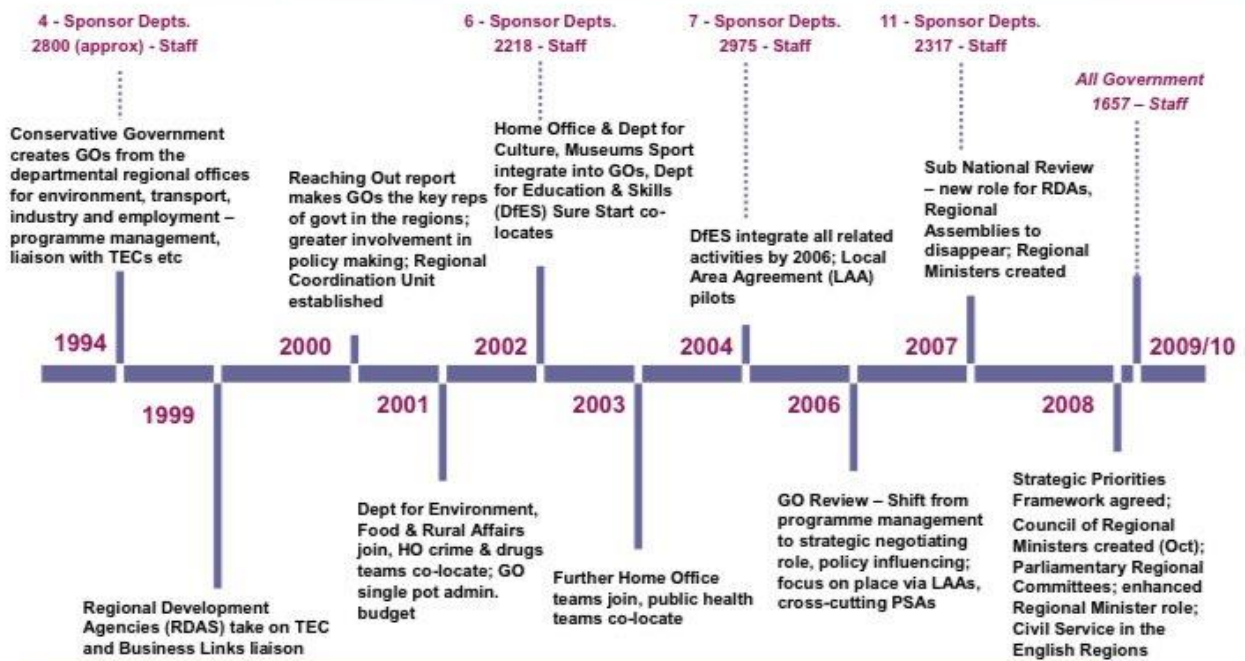 4 - Sponsor Depts.
2800 (approx) - Staff
6 - Sponsor Depts.
2218 - Staff
7 - Sponsor Depts.
2975 - Staff
11 - Sponsor Depts.
2317 - Staff
All Government
1657 – Staff
Conservative Government
creates GOs from the
departmental regional offices
for environment, transport,
industry and employment –
programme management,
liaison with TECs etc
Reaching Out report
makes GOs the key reps
of govt in the regions;
greater involvement in
policy making; Regional
Coordination Unit
established
Home Office & Dept for
Culture, Museums Sport
integrate into GOs, Dept
for Education & Skills
(DfES) Sure Start co-
locates
DfES integrate all related
activities by 2006; Local
Area Agreement (LAA)
pilots
Sub National Review
– new role for RDAs,
Regional
Assemblies to
disappear; Regional
Ministers created
1994
2000
2002
2004
2007
2009/10
1999
2001
2003
2006
2008
Regional Development
Agencies (RDAS) take on TEC
and Business Links liaison
Dept for Environment,
Food & Rural Affairs
join, HO crime & drugs
teams co-locate; GO
single pot admin.
budget
Further Home Office
teams join, public health
teams co-locate
GO Review – Shift from
programme management
to strategic negotiating
role, policy influencing;
focus on place via LAAs,
cross-cutting PSAs
Strategic Priorities
Framework agreed;
Council of Regional
Ministers created (Oct);
Parliamentary Regional
Committees; enhanced
Regional Minister role;
Civil Service in the
English Regions